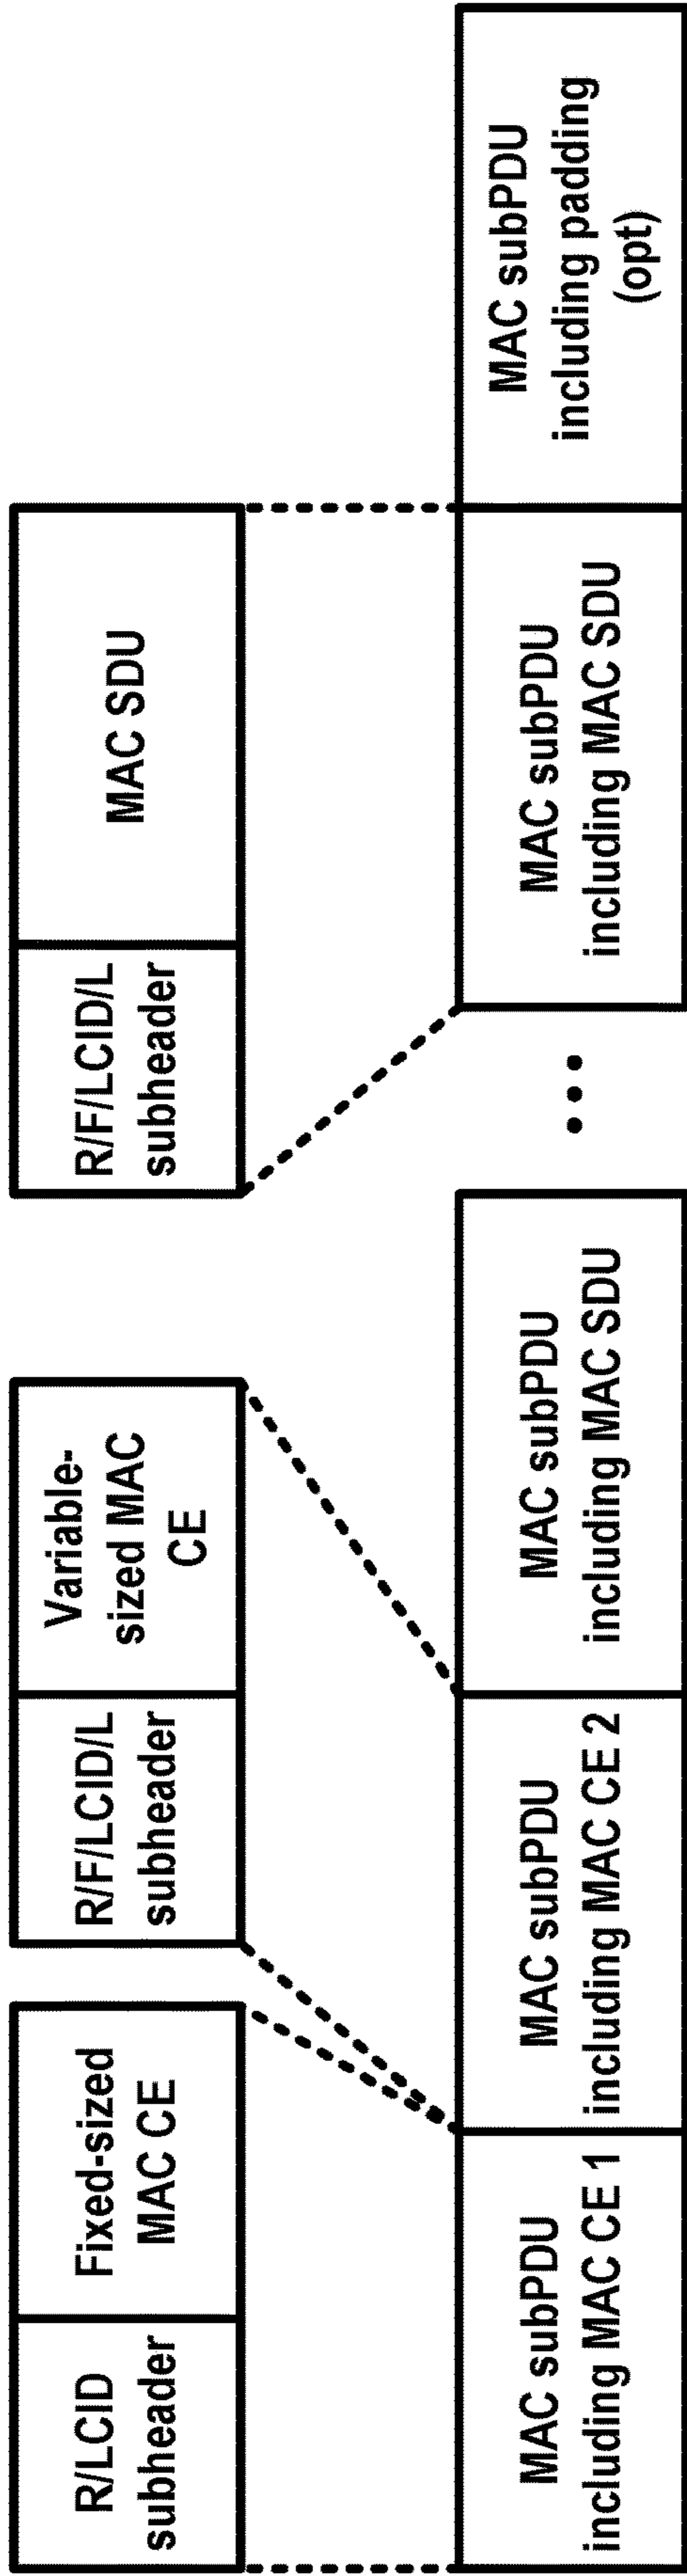 R/LCID
subheader
Fixed-sized
MAC CE
R/F/LCID/L
subheader
Variable-
sized MAC
CE
R/F/LCID/L
subheader
MAC SDU
MAC subPDU
including MAC CE 1
MAC subPDU
including MAC CE 2
MAC subPDU
including MAC SDU
...
MAC subPDU
including MAC SDU
MAC subPDU
including padding
(opt)